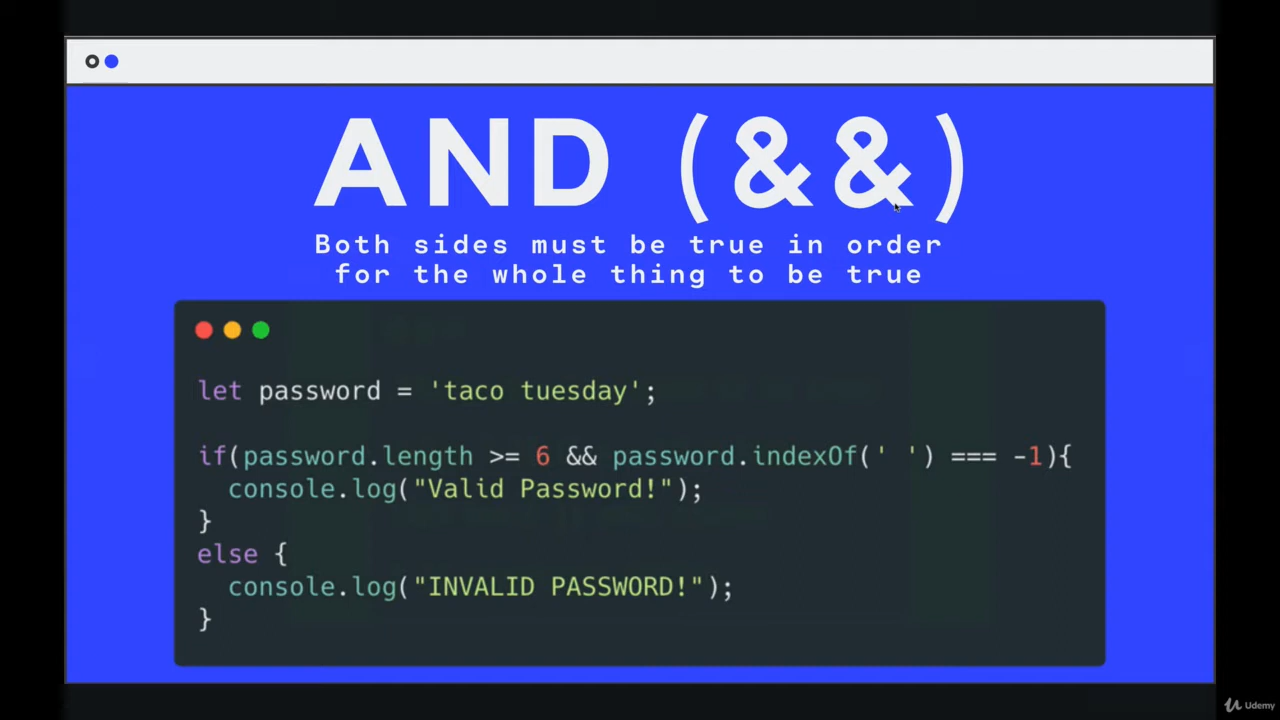 AND (&&)
Both sides must be true in order
for the whole thing to be true
let password = 'taco tuesday';
if(password.length >= 6 && password.indexOf(' ') === -1){
  console.log("Valid Password!");
}
else {
  console.log("INVALID PASSWORD!");
}
Udemy